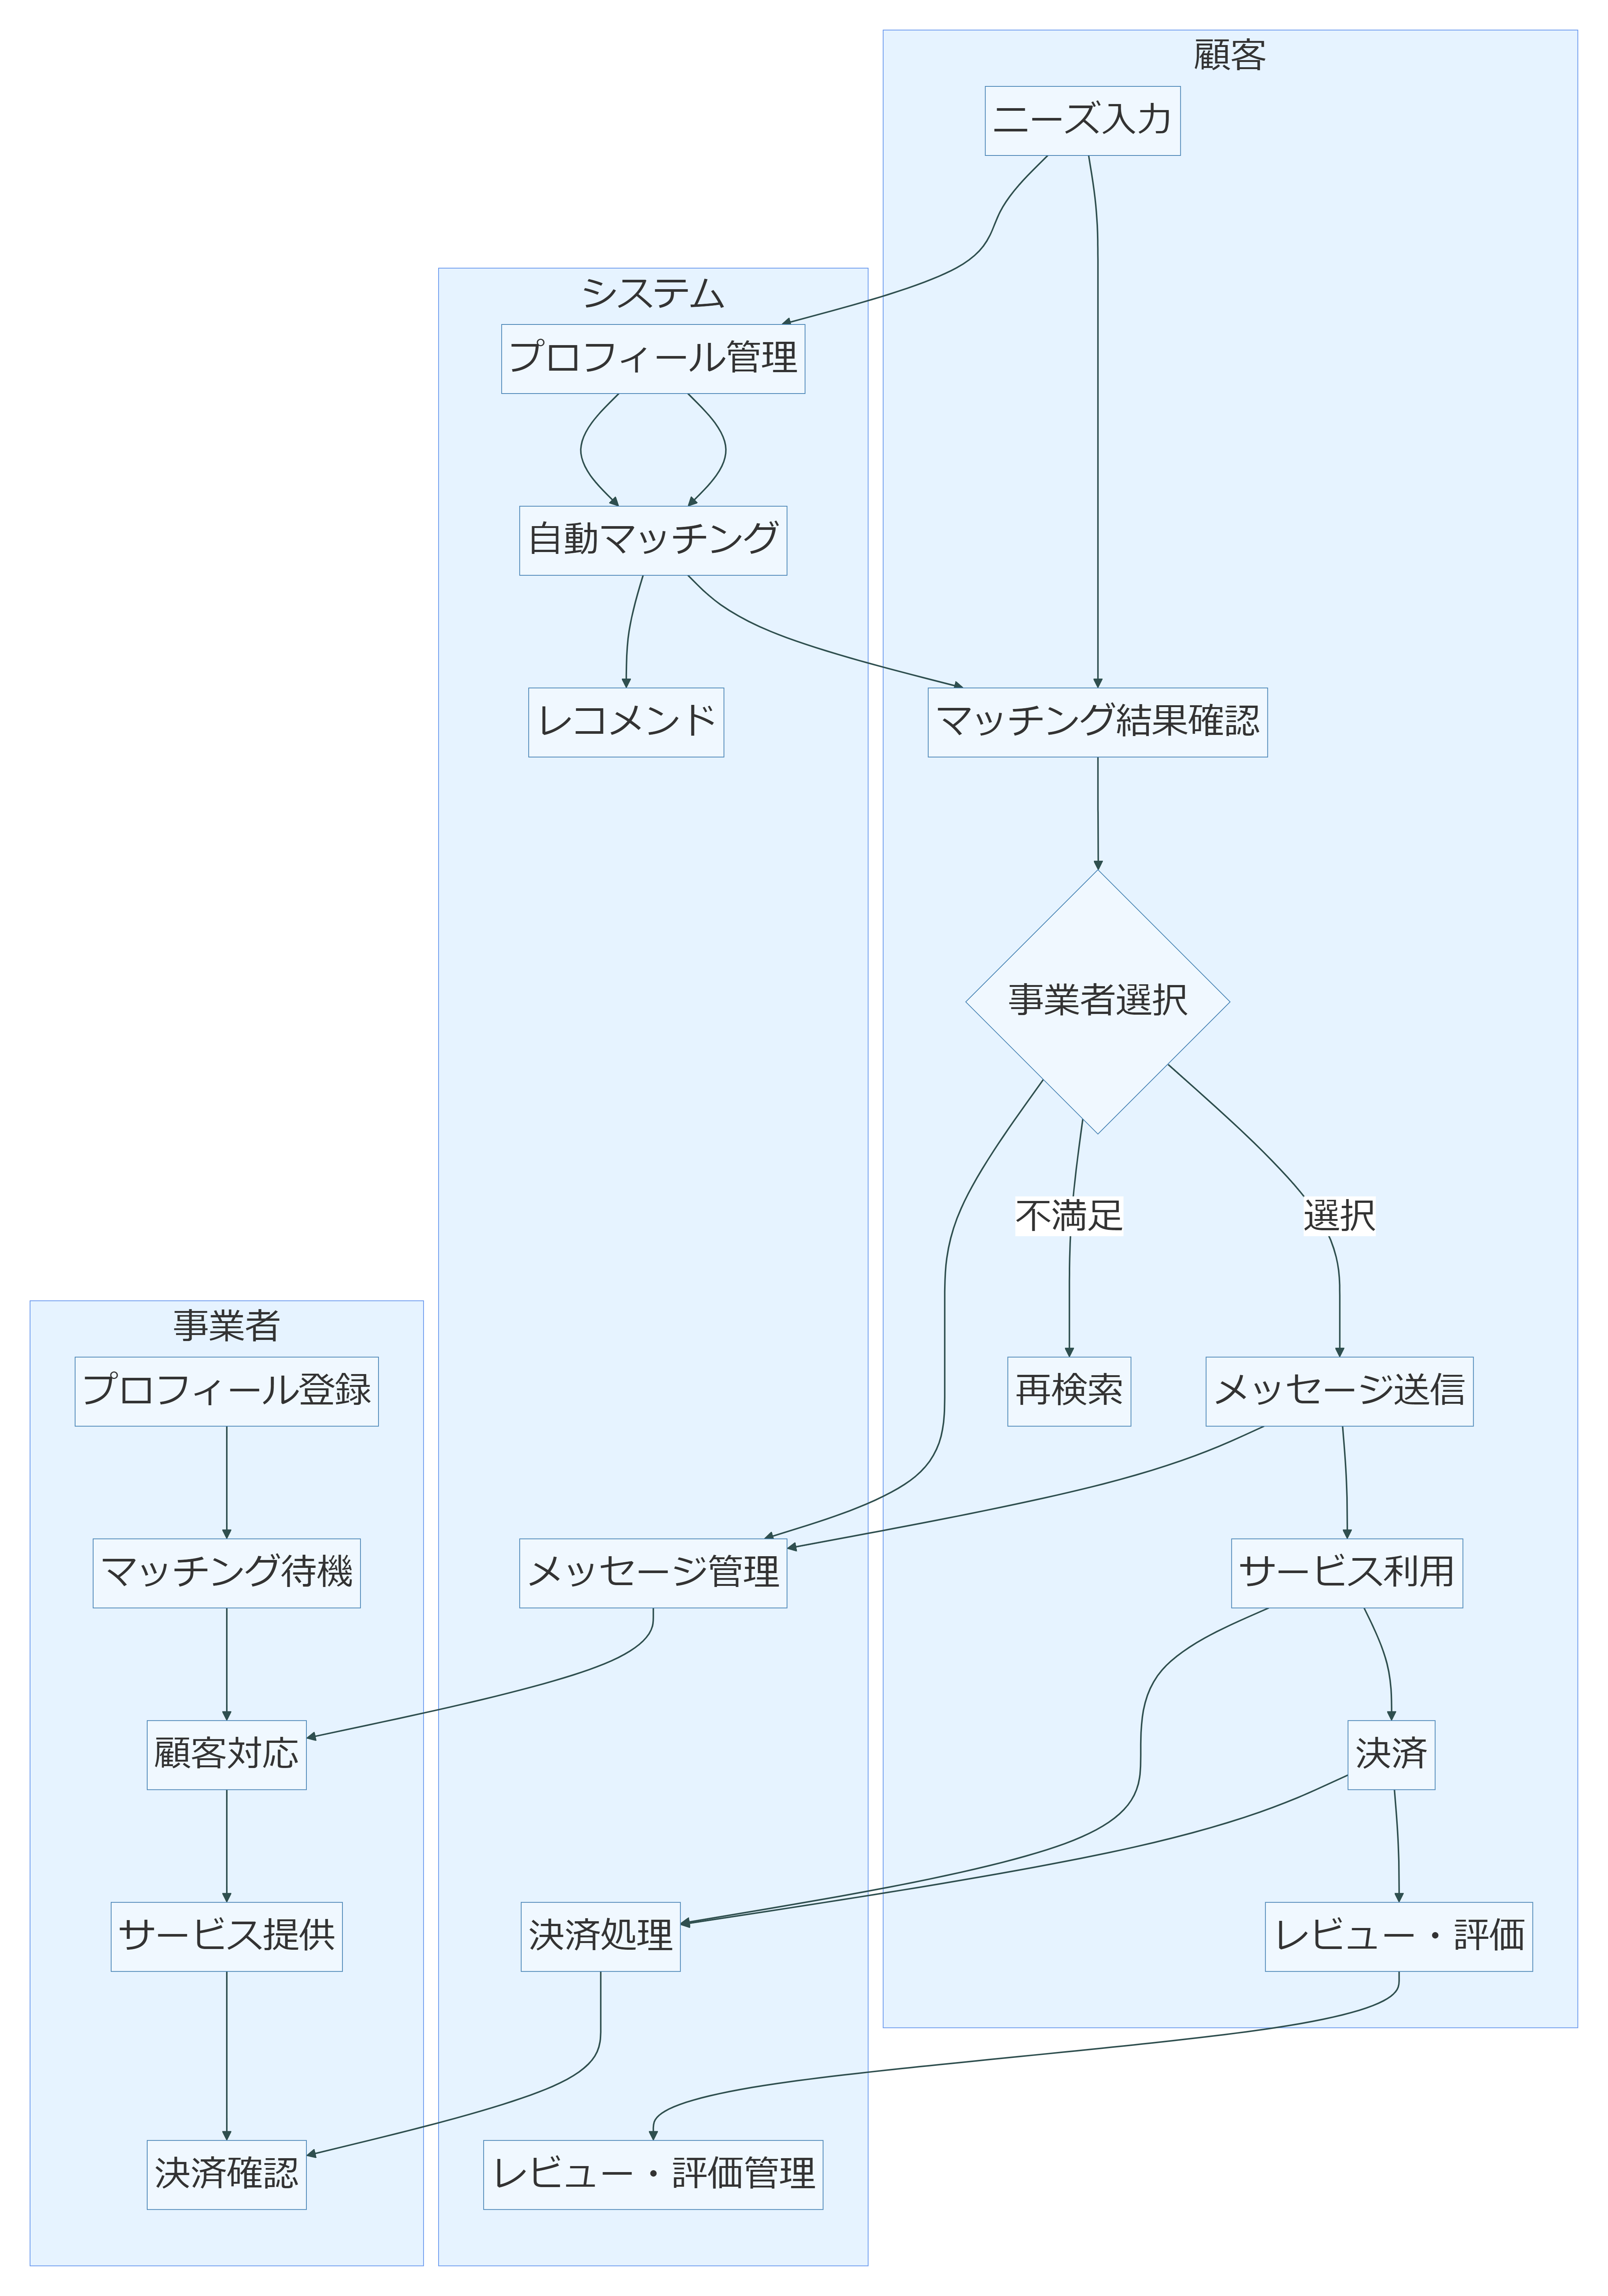 顧客
ニーズ入力
システム
プロフィール管理
自動マッチング
レコメンド
マッチング結果確認
事業者選択
不満足
選択
事業者
プロフィール登録
再検索
メッセージ送信
マッチング待機
メッセージ管理
サービス利用
顧客対応
決済
サービス提供
決済処理
レビュー・評価
決済確認
レビュー・評価管理